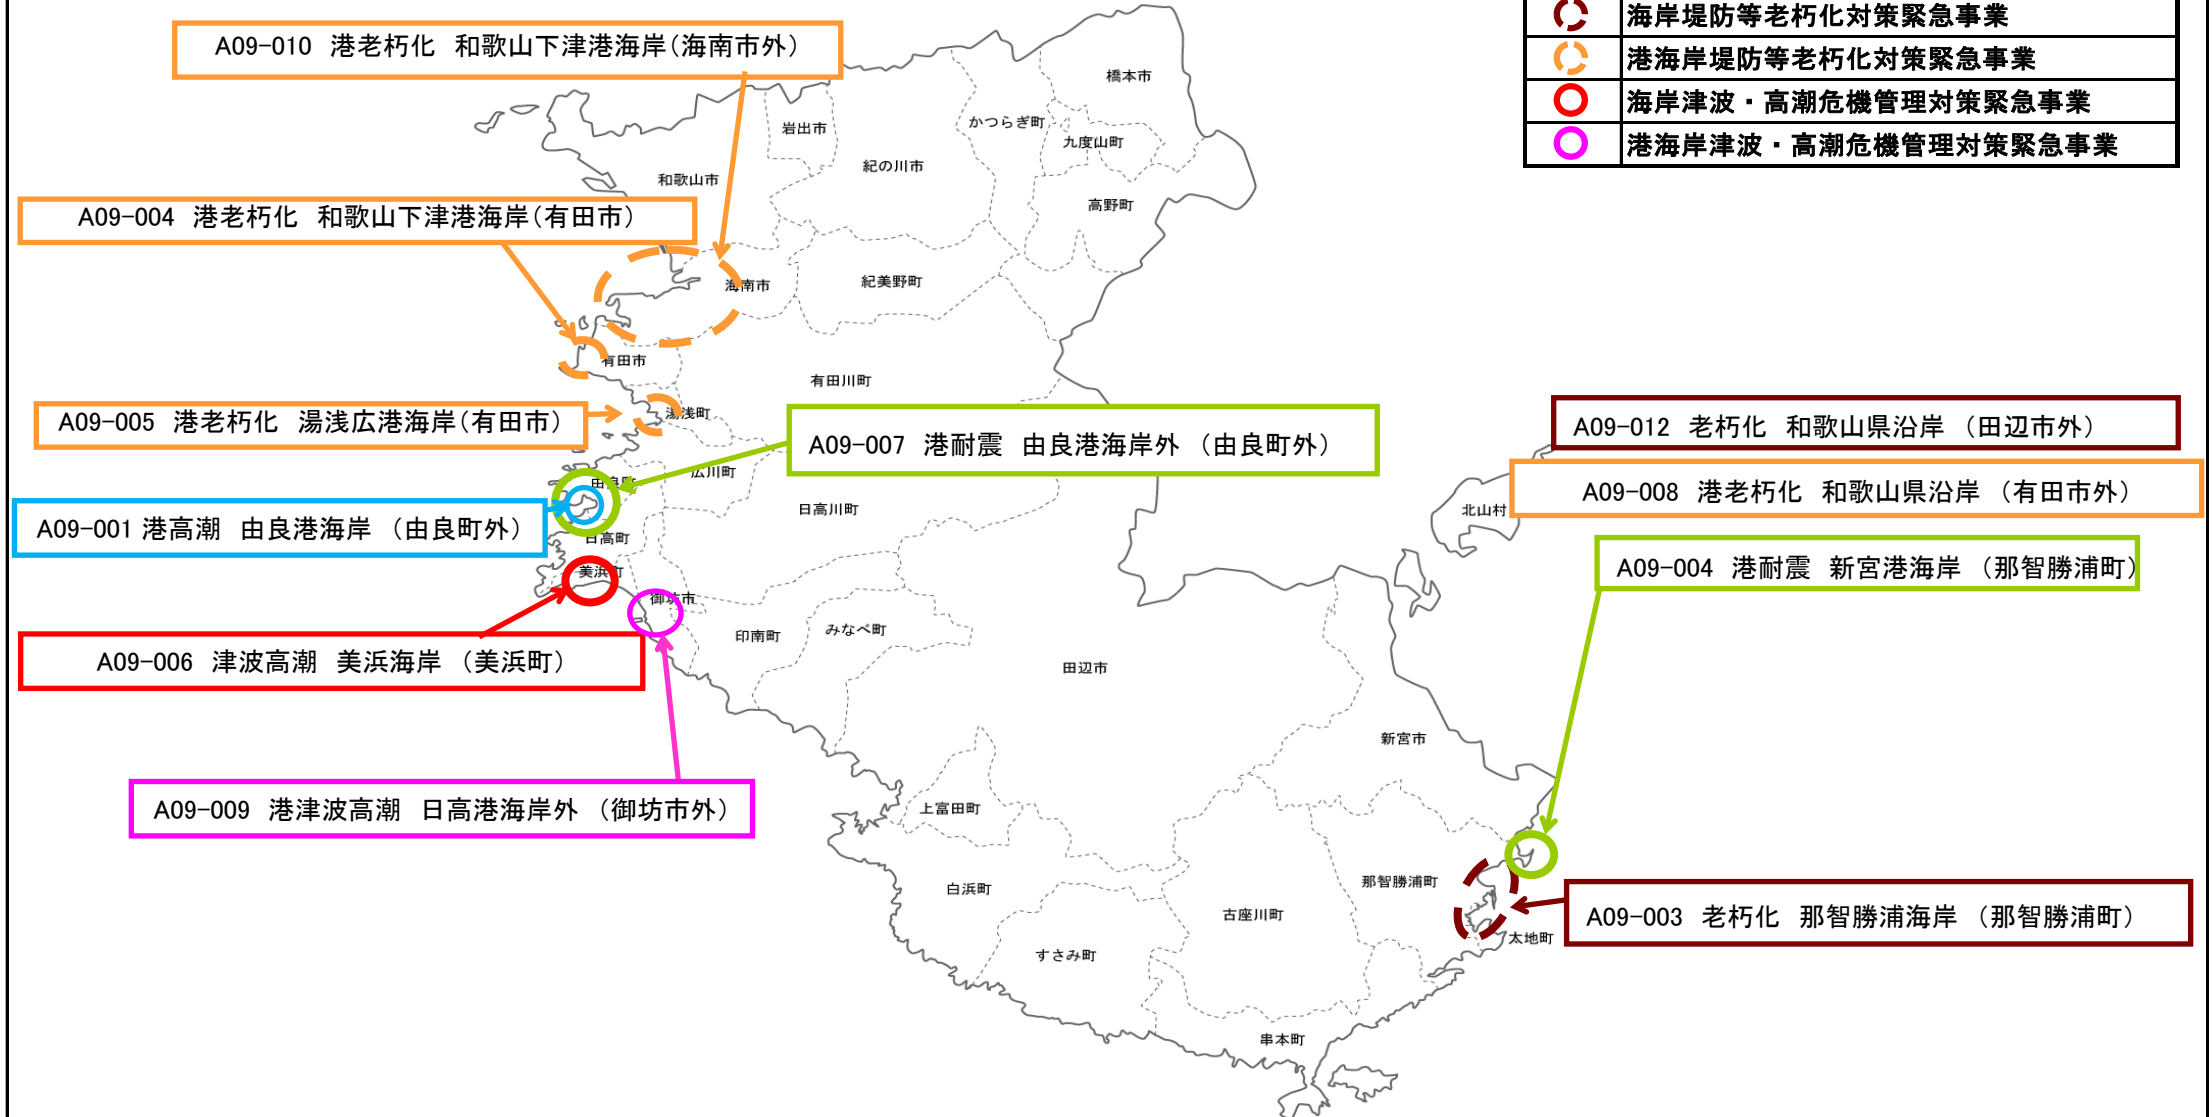 海岸堤防等老朽化対策緊急事業
港海岸堤防等老朽化対策緊急事業
海岸津波・高潮危機管理対策緊急事業
港海岸津波・高潮危機管理対策緊急事業
A09-010 港老朽化 和歌山下津港海岸(海南市外)
橋本市
かつらぎ町
岩出市
九度山町
紀の川市
和歌山市
高野町
A09-004 港老朽化 和歌山下津港海岸(有田市)
海南市
紀美野町
有田市
有田川町
湯浅町
A09-005 港老朽化 湯浅広港海岸(有田市)
A09-007 港耐震 由良港海岸外 (由良町外)
A09-012 老朽化 和歌山県沿岸 (田辺市外)
広川町
由良町
A09-008 港老朽化 和歌山県沿岸 (有田市外)
日高川町
北山村
A09-001 港高潮 由良港海岸 (由良町外)
日高町
A09-004 港耐震 新宮港海岸 (那智勝浦町)
美浜町
御坊市
印南町
みなべ町
A09-006 津波高潮 美浜海岸 (美浜町)
田辺市
新宮市
A09-009 港津波高潮 日高港海岸外 (御坊市外)
上富田町
白浜町
那智勝浦町
古座川町
A09-003 老朽化 那智勝浦海岸 (那智勝浦町)
太地町
すさみ町
串本町